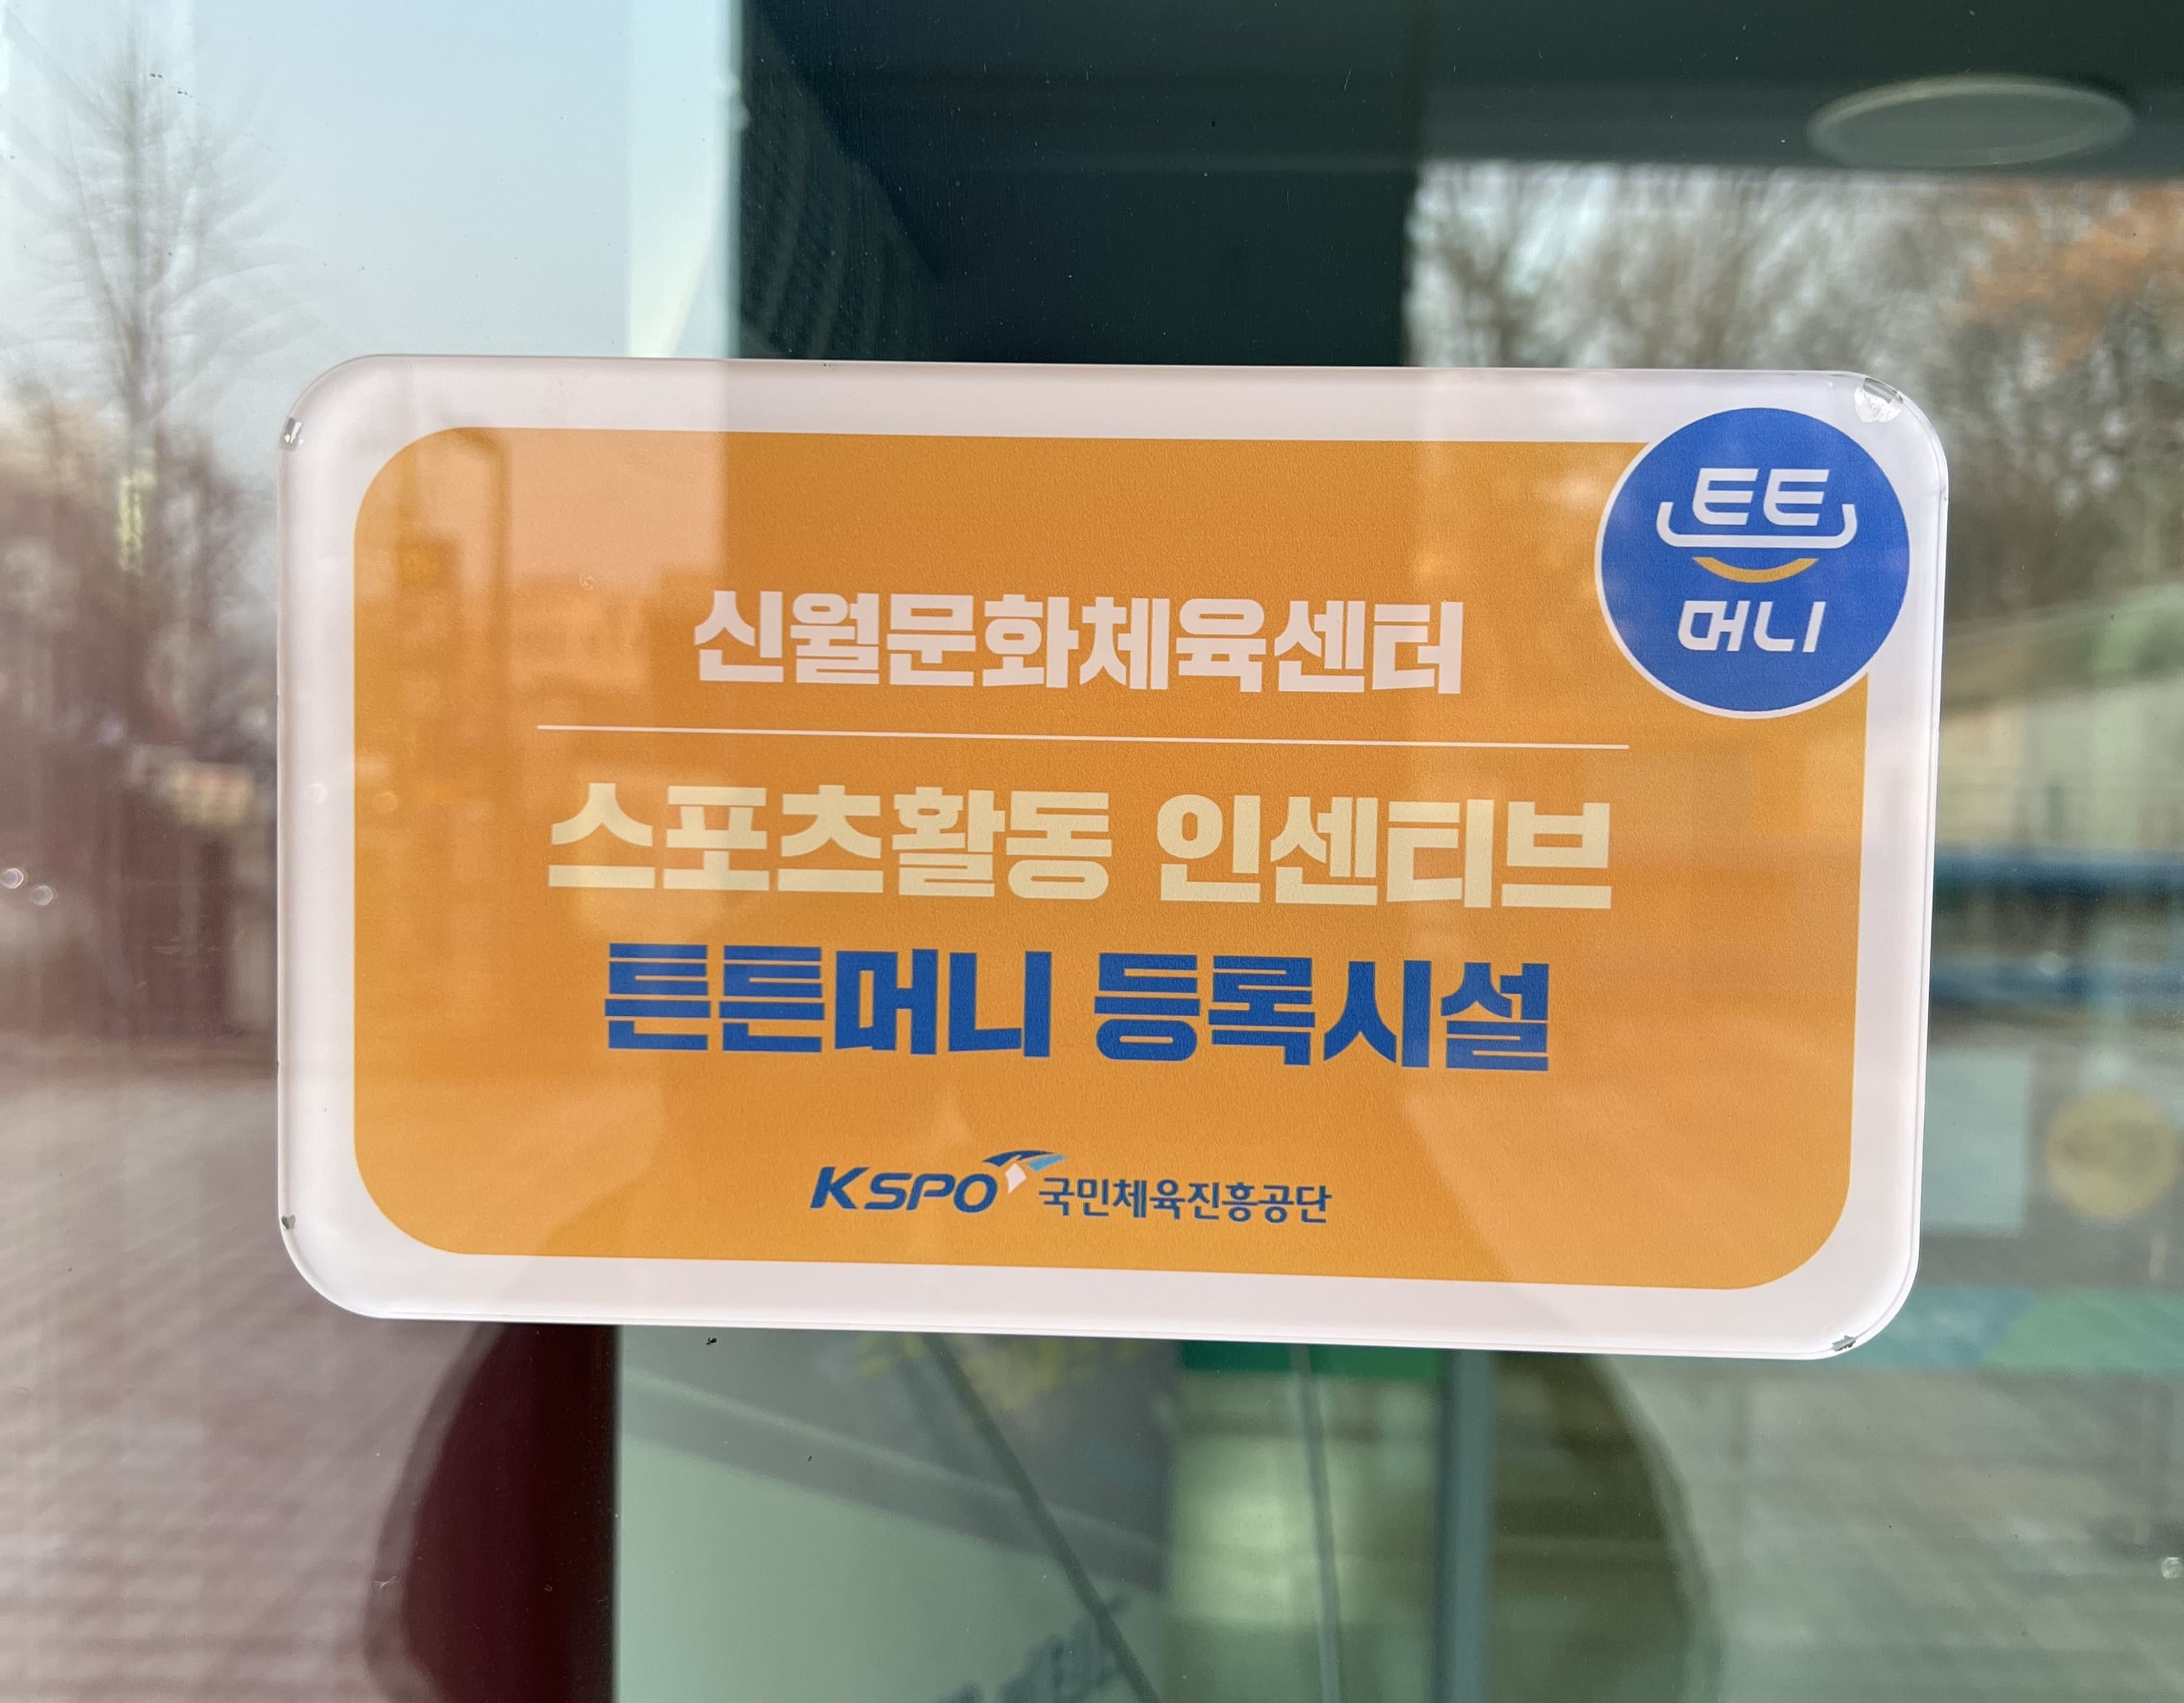 튼튼
머니
신월문화체육센터
스포츠활동 인센티브
튼튼머니 등록시설
KSPO 국민체육진흥공단